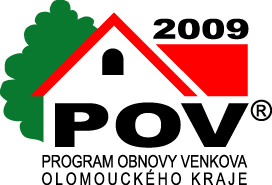 2009
POV®
PROGRAM OBNOVY VENKOVA
OLOMOUCKÉHO KRAJE